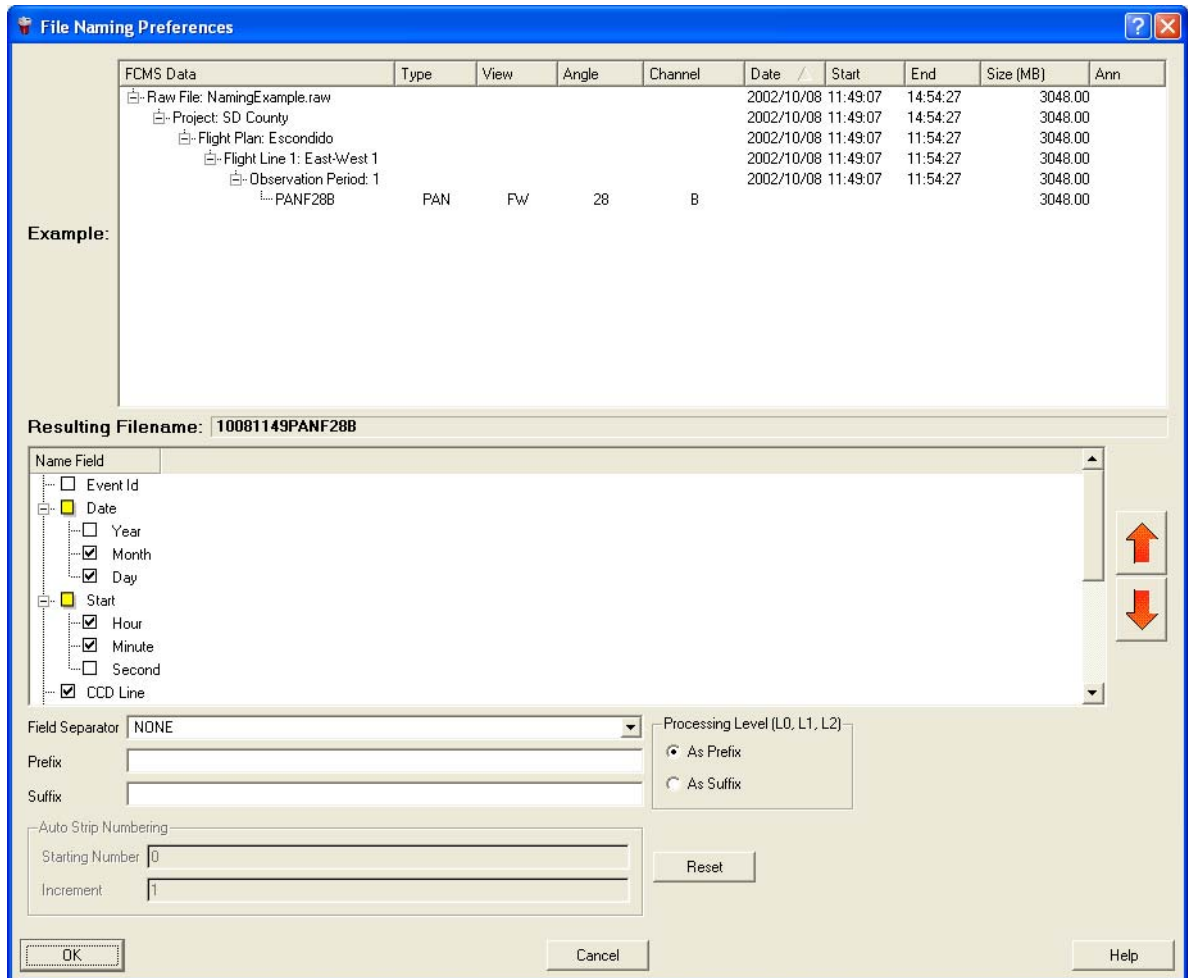 File Naming Preferences
FCMS Data Type View Angle Channel Date Start End Size (MB) Ann
Raw File: NamingExample.raw 2002/10/08 11:49:07 14:54:27 3048.00
Project: SD County 2002/10/08 11:49:07 14:54:27 3048.00
Flight Plan: Escondido 2002/10/08 11:49:07 11:54:27 3048.00
Flight Line 1: East-West 1 2002/10/08 11:49:07 11:54:27 3048.00
Observation Period: 1 2002/10/08 11:49:07 11:54:27 3048.00
PANF28B PAN FW 28 B 3048.00
Example:
Resulting Filename: 10081149PANF28B
Name Field
Event Id
Date
Year
Month
Day
Start
Hour
Minute
Second
CCD Line
Field Separator NONE
Processing Level (L0, L1, L2)
As Prefix
Prefix
As Suffix
Suffix
Auto Strip Numbering
Starting Number 0
Reset
Increment 1
OK Cancel Help